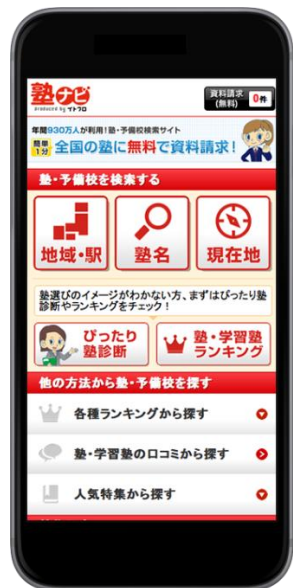 塾ナビ
produced by イトクロ
資料請求
(無料)
0件
年間930万人が利用!塾・予備校検索サイト
簡単
1分
全国の塾に無料で資料請求!
塾・予備校を検索する
地域・駅
塾名
現在地
塾選びのイメージがわかない方、まずはぴったり塾
診断やランキングをチェック!
ぴったり
塾診断
塾・学習塾
ランキング
他の方法から塾・予備校を探す
各種ランキングから探す
塾・学習塾の口コミから探す
人気特集から探す